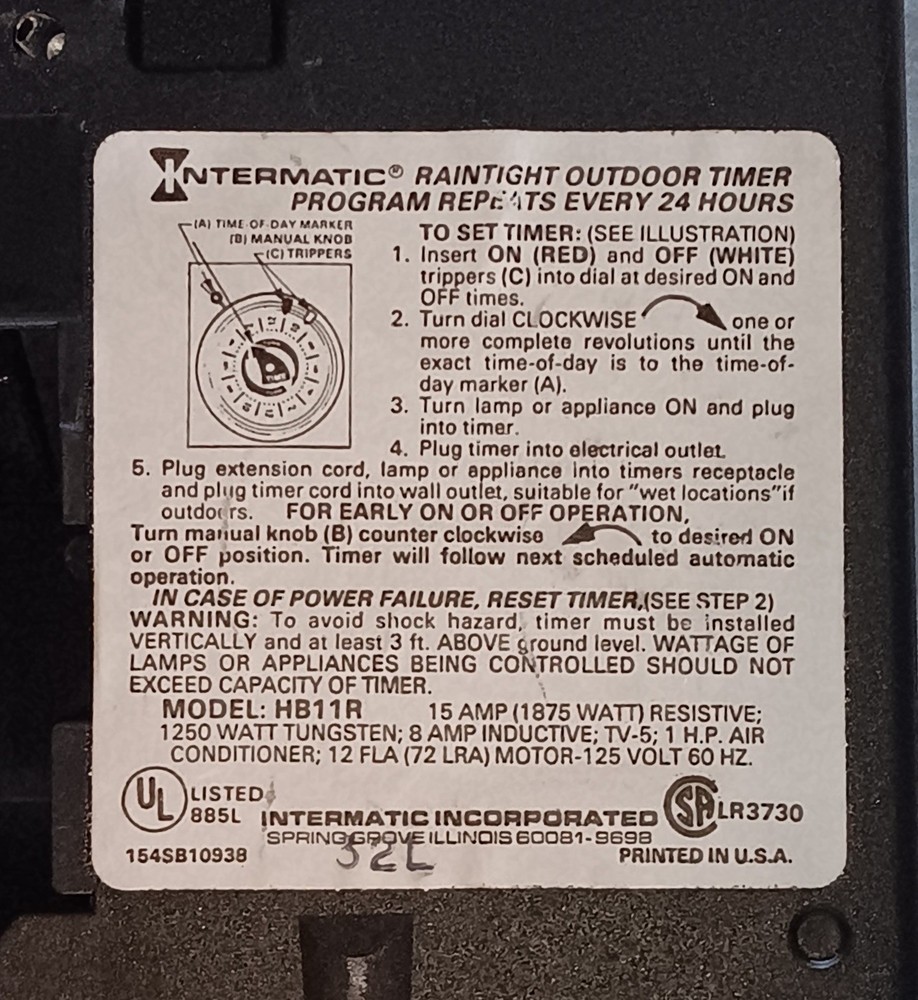 INTERMATIC® RAINTIGHT OUTDOOR TIMER
PROGRAM REPEATS EVERY 24 HOURS
(A) TIME-OF-DAY MARKER
(B) MANUAL KNOB
(C) TRIPPERS
TO SET TIMER: (SEE ILLUSTRATION)
1. Insert ON (RED) and OFF (WHITE)
trippers (C) into dial at desired ON and
OFF times.
2. Turn dial CLOCKWISE one or
more complete revolutions until the
exact time-of-day is to the time-of-
day marker (A).
3. Turn lamp or appliance ON and plug
into timer.
4. Plug timer into electrical outlet.
5. Plug extension cord, lamp or appliance into timers receptacle
and plug timer cord into wall outlet, suitable for "wet locations"if
outdoors. FOR EARLY ON OR OFF OPERATION,
Turn manual knob (B) counter clockwise to desired ON
or OFF position. Timer will follow next scheduled automatic
operation.
IN CASE OF POWER FAILURE, RESET TIMER,(SEE STEP 2)
WARNING: To avoid shock hazard, timer must be installed
VERTICALLY and at least 3 ft. ABOVE ground level. WATTAGE OF
LAMPS OR APPLIANCES BEING CONTROLLED SHOULD NOT
EXCEED CAPACITY OF TIMER.
MODEL: HB11R 15 AMP (1875 WATT) RESISTIVE;
1250 WATT TUNGSTEN; 8 AMP INDUCTIVE; TV-5; 1 H.P. AIR
CONDITIONER; 12 FLA (72 LRA) MOTOR-125 VOLT 60 HZ.
UL LISTED
885L
INTERMATIC INCORPORATED
SPRING GROVE ILLINOIS 60081-9698
SA LR3730
154SB10938
PRINTED IN U.S.A.